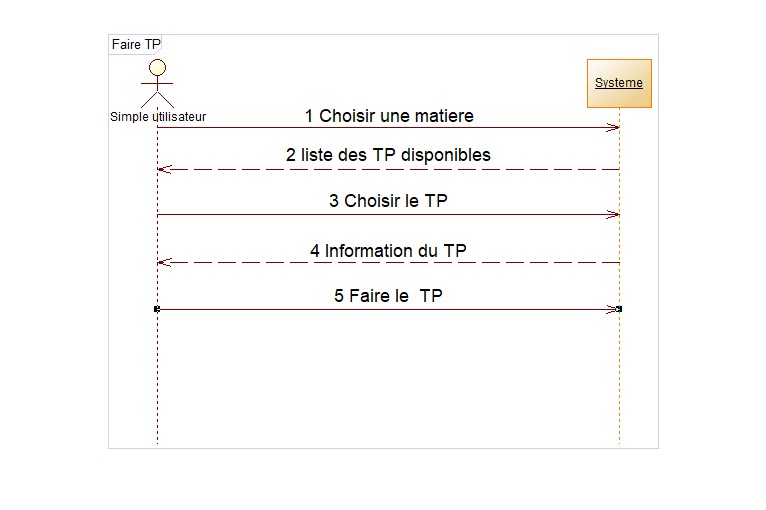 Faire TP
Systeme
Simple utilisateur
1 Choisir une matiere
2 liste des TP disponibles
3 Choisir le TP
4 Information du TP
5 Faire le  TP